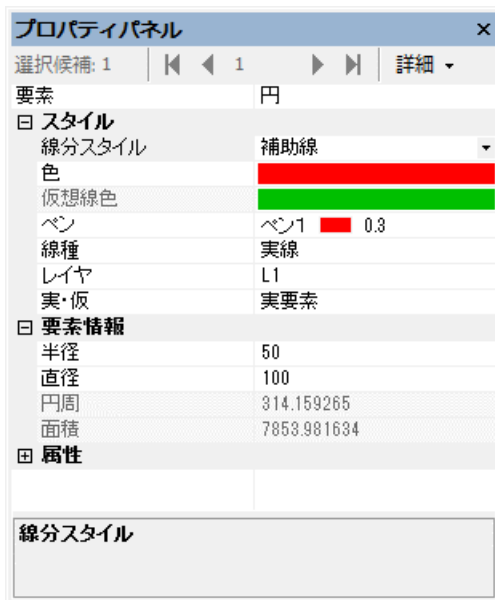 プロパティパネル ×
選択候補: 1 1 詳細
要素 円
スタイル
線分スタイル 補助線
色
仮想線色
ペン ペン1 0.3
線種 実線
レイヤ L1
実・仮 実要素
要素情報
半径 50
直径 100
円周 314.159265
面積 7853.981634
属性
線分スタイル